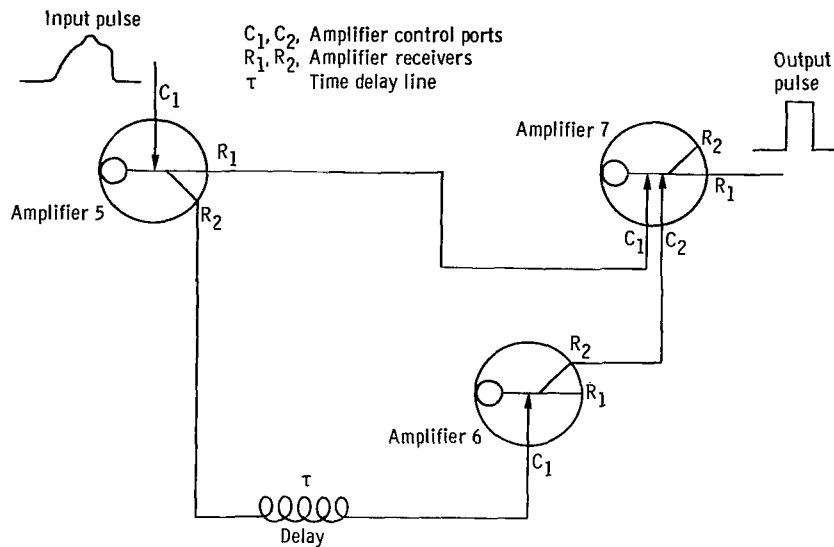 Input pulse
C1, C2, Amplifier control ports
R1, R2, Amplifier receivers
τ Time delay line
Output
pulse
C1
Amplifier 7
R2
R1
R1
Amplifier 5
R2
C1
C2
R2
R1
Amplifier 6
C1
τ
Delay